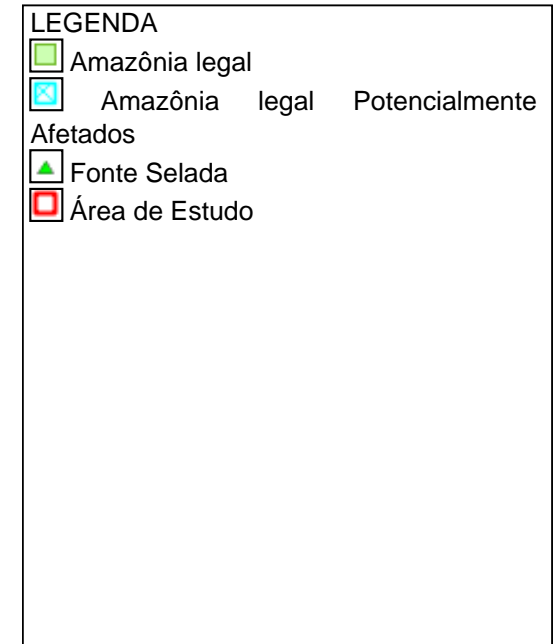 LEGENDA
Amazônia legal
Amazônia legal Potencialmente
Afetados
Fonte Selada
Área de Estudo